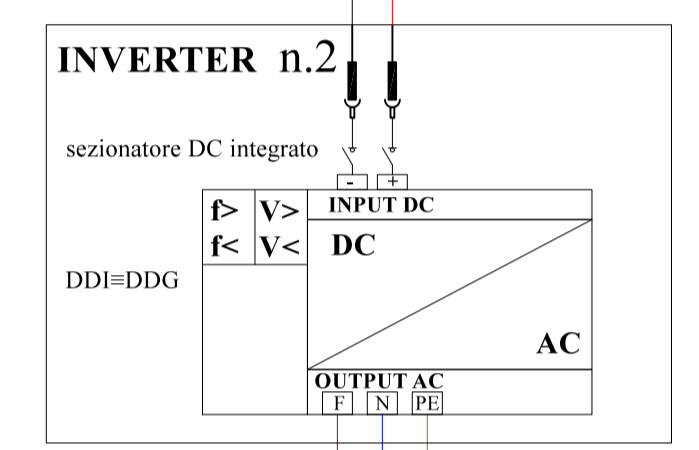 INVERTER n.2
sezionatore DC integrato
- +
INPUT DC
f> V>
f< V<
DC
DDI≡DDG
AC
OUTPUT AC
F N PE